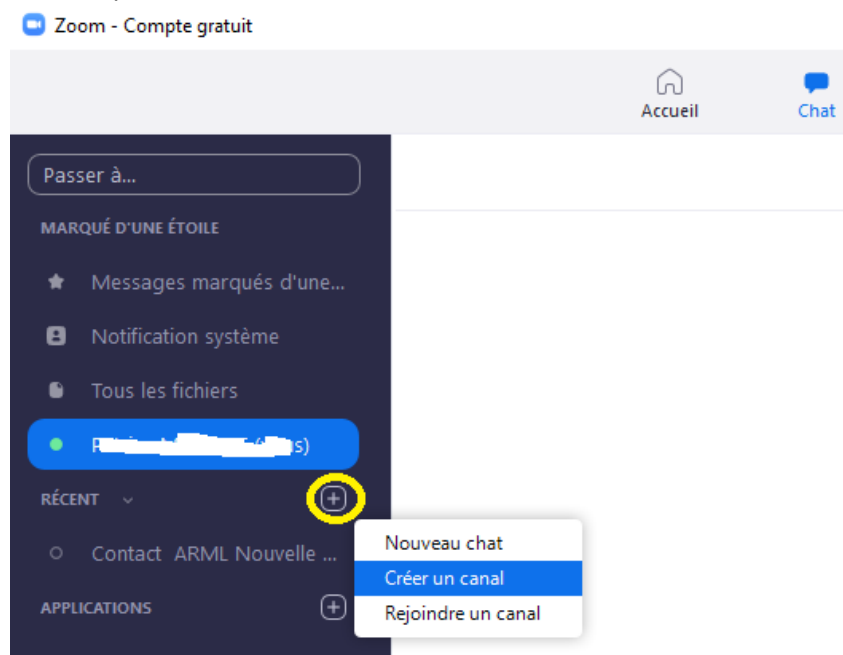 Zoom - Compte gratuit
Accueil
Chat
Passer à...
MARQUÉ D'UNE ÉTOILE
Messages marqués d'une...
Notification système
Tous les fichiers
RÉCENT
Contact ARML Nouvelle ...
APPLICATIONS
Nouveau chat
Créer un canal
Rejoindre un canal